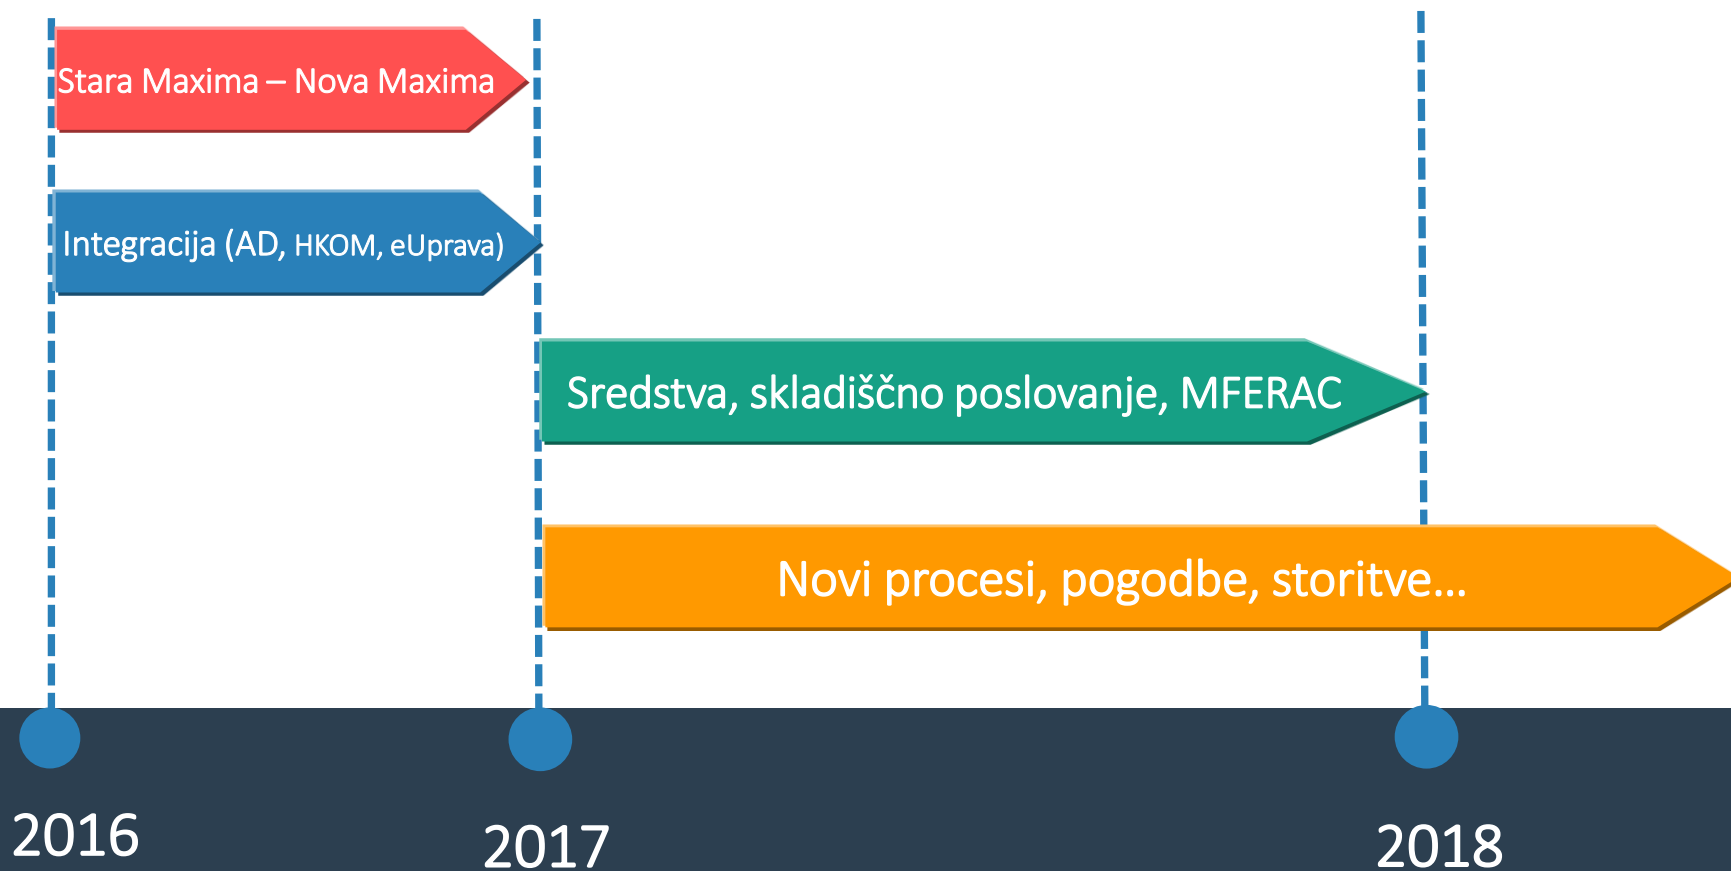 Stara Maxima – Nova Maxima
Integracija (AD, HKOM, eUprava)
Sredstva, skladiščno poslovanje, MFERAC
Novi procesi, pogodbe, storitve...
2016
2017
2018